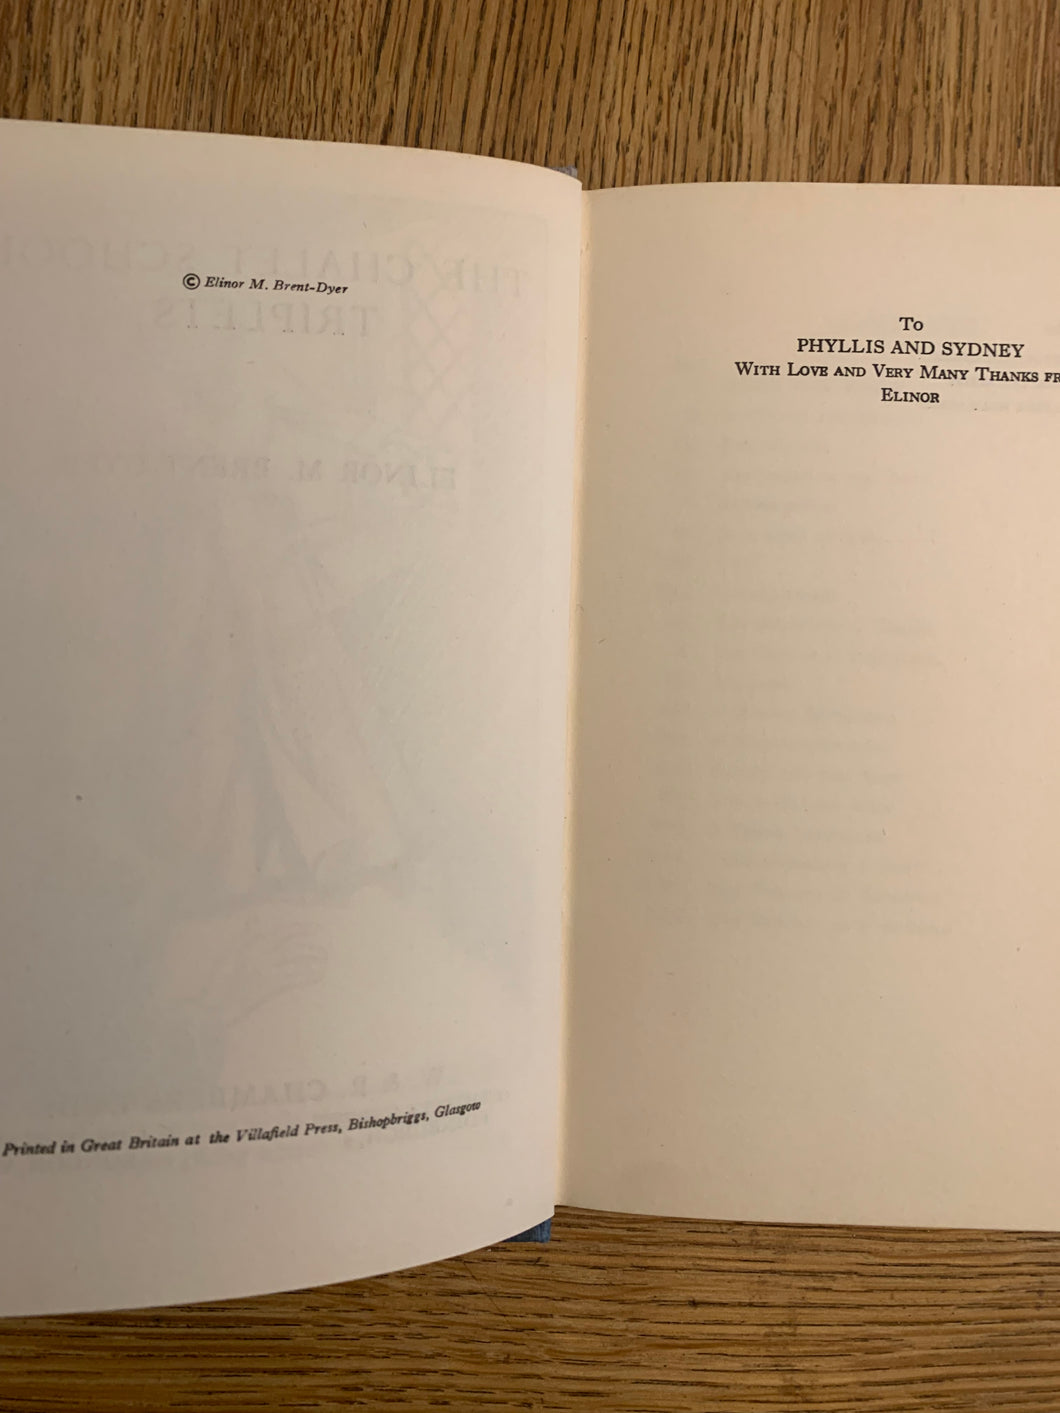 © Elinor M. Brent-Dyer
Printed in Great Britain at the Villafield Press, Bishopbriggs, Glasgow
To
PHYLLIS AND SYDNEY
WITH LOVE AND VERY MANY THANKS FR
ELINOR